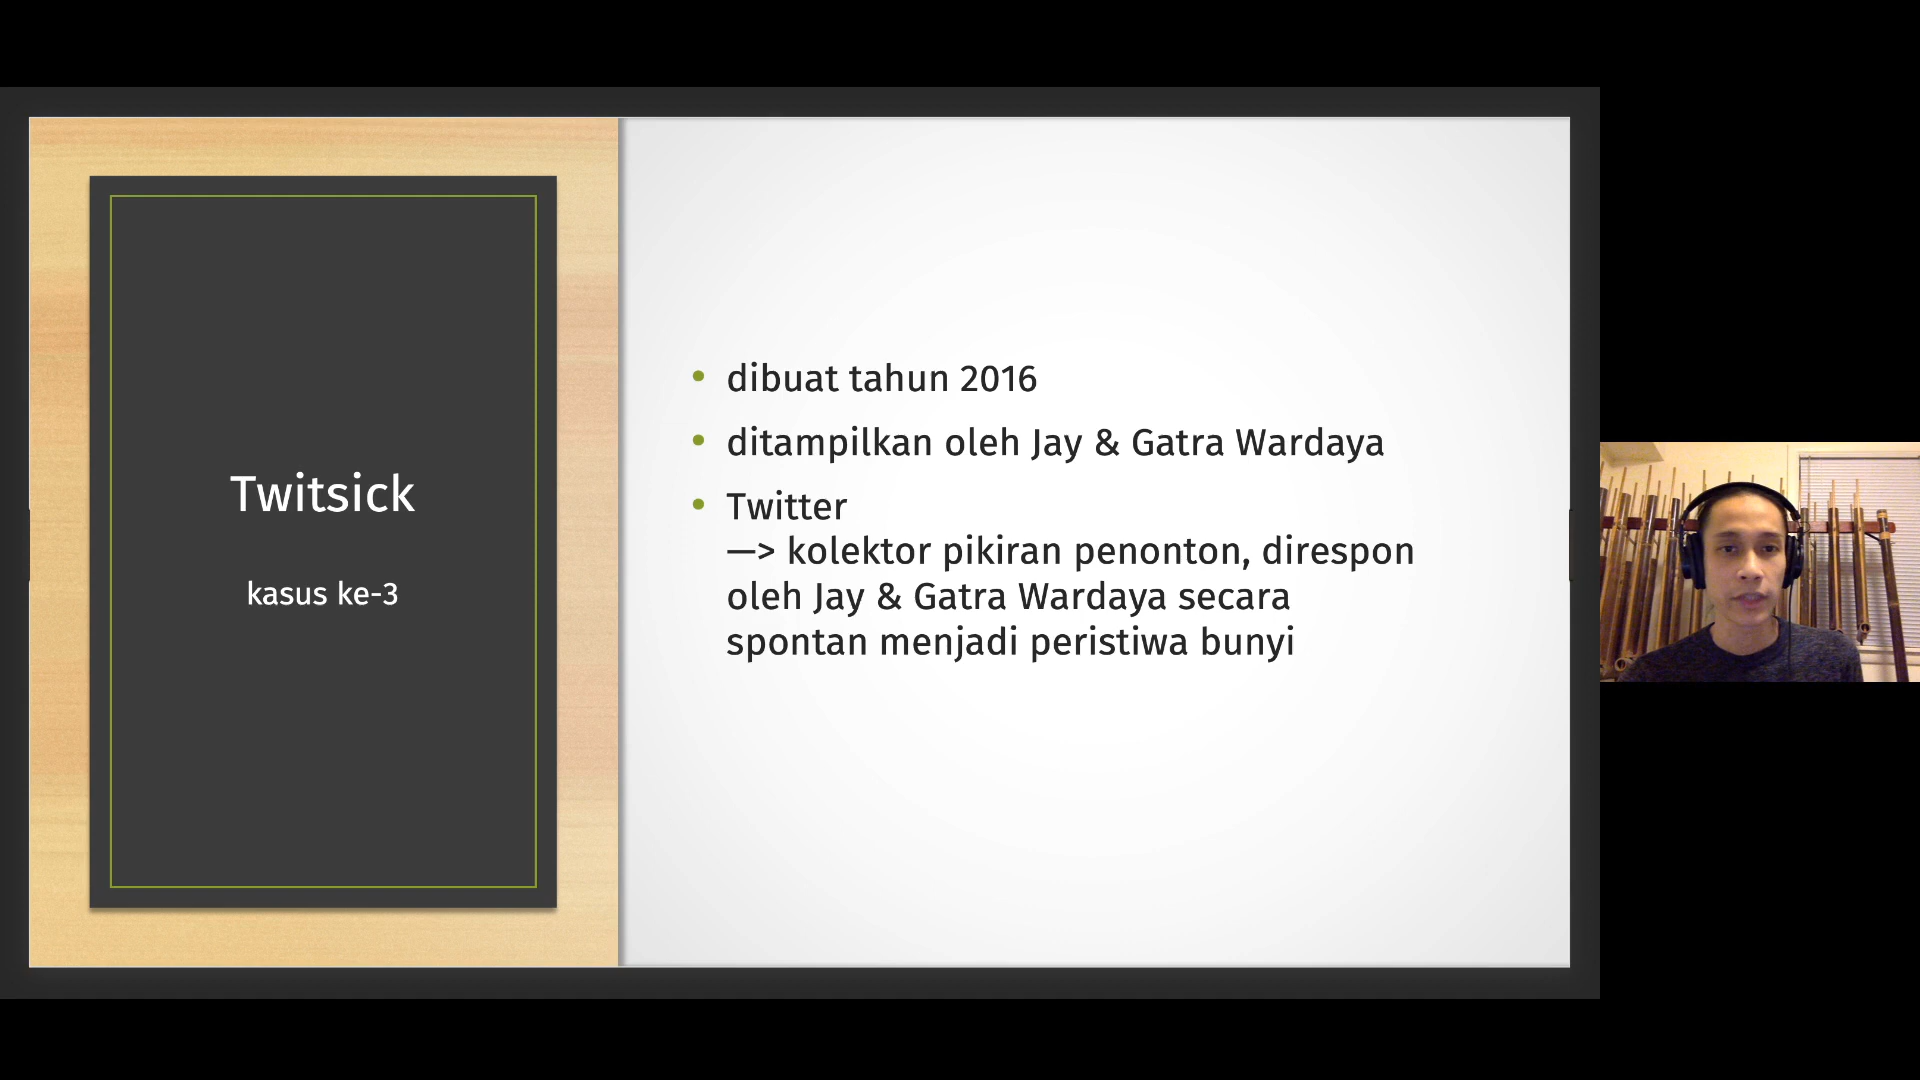 Twitsick
kasus ke-3
• dibuat tahun 2016
• ditampilkan oleh Jay & Gatra Wardaya
• Twitter
—> kolektor pikiran penonton, direspon
oleh Jay & Gatra Wardaya secara
spontan menjadi peristiwa bunyi